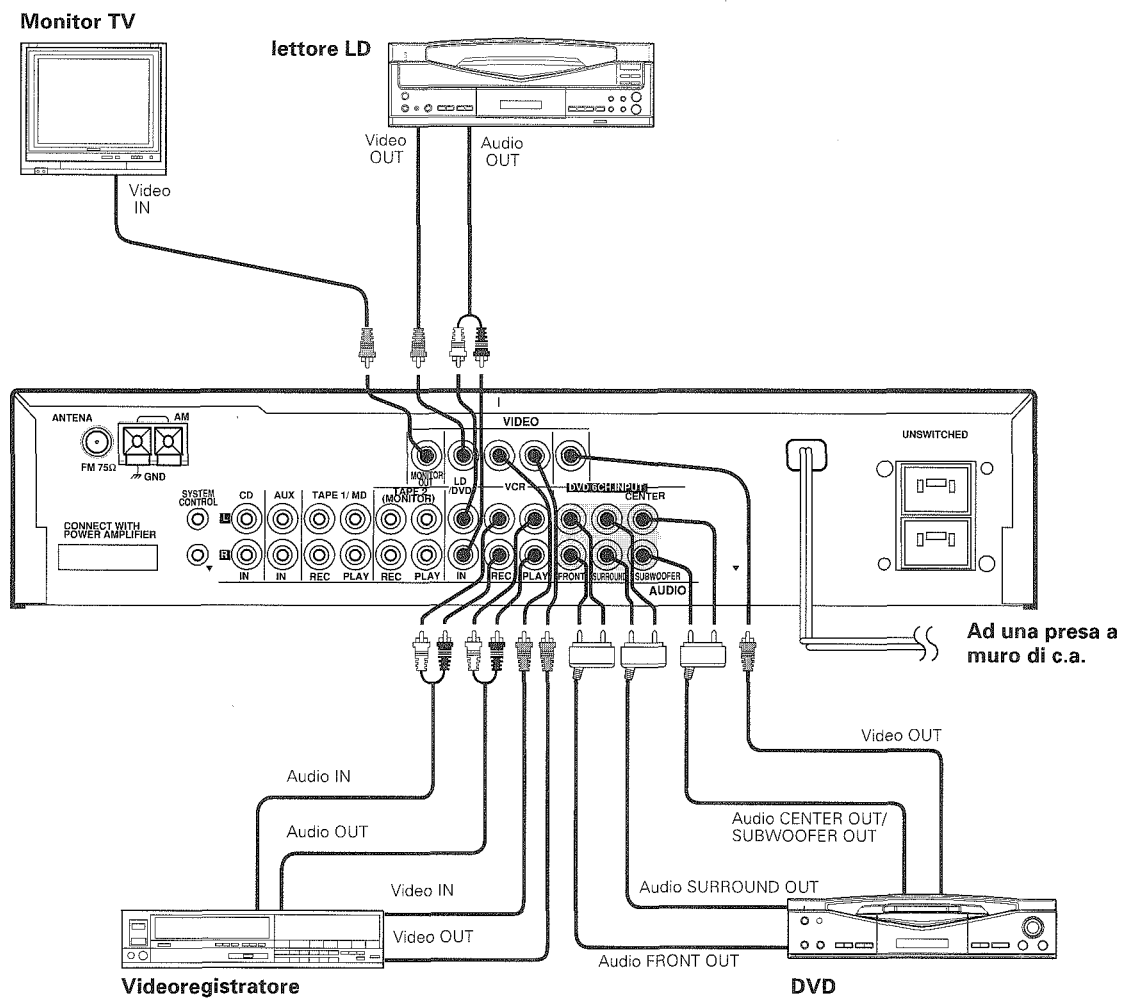 Monitor TV
lettore LD
Video
OUT
Audio
OUT
Video
IN
ANTENA
AM
FM 75Ω
GND
VIDEO
UNSWITCHED
MONITOR
OUT
LD
/DVD
VCR
DVD 6CH.INPUT
CENTER
SYSTEM
CONTROL
CD
AUX
TAPE 1/ MD
TAPE 2
(MONITOR)
CONNECT WITH
POWER AMPLIFIER
L
R
IN
IN
REC
PLAY
REC
PLAY
IN
REC
PLAY
FRONT
SURROUND
SUBWOOFER
AUDIO
Ad una presa a
muro di c.a.
Video OUT
Audio IN
Audio OUT
Audio CENTER OUT/
SUBWOOFER OUT
Video IN
Audio SURROUND OUT
Video OUT
Audio FRONT OUT
Videoregistratore
DVD